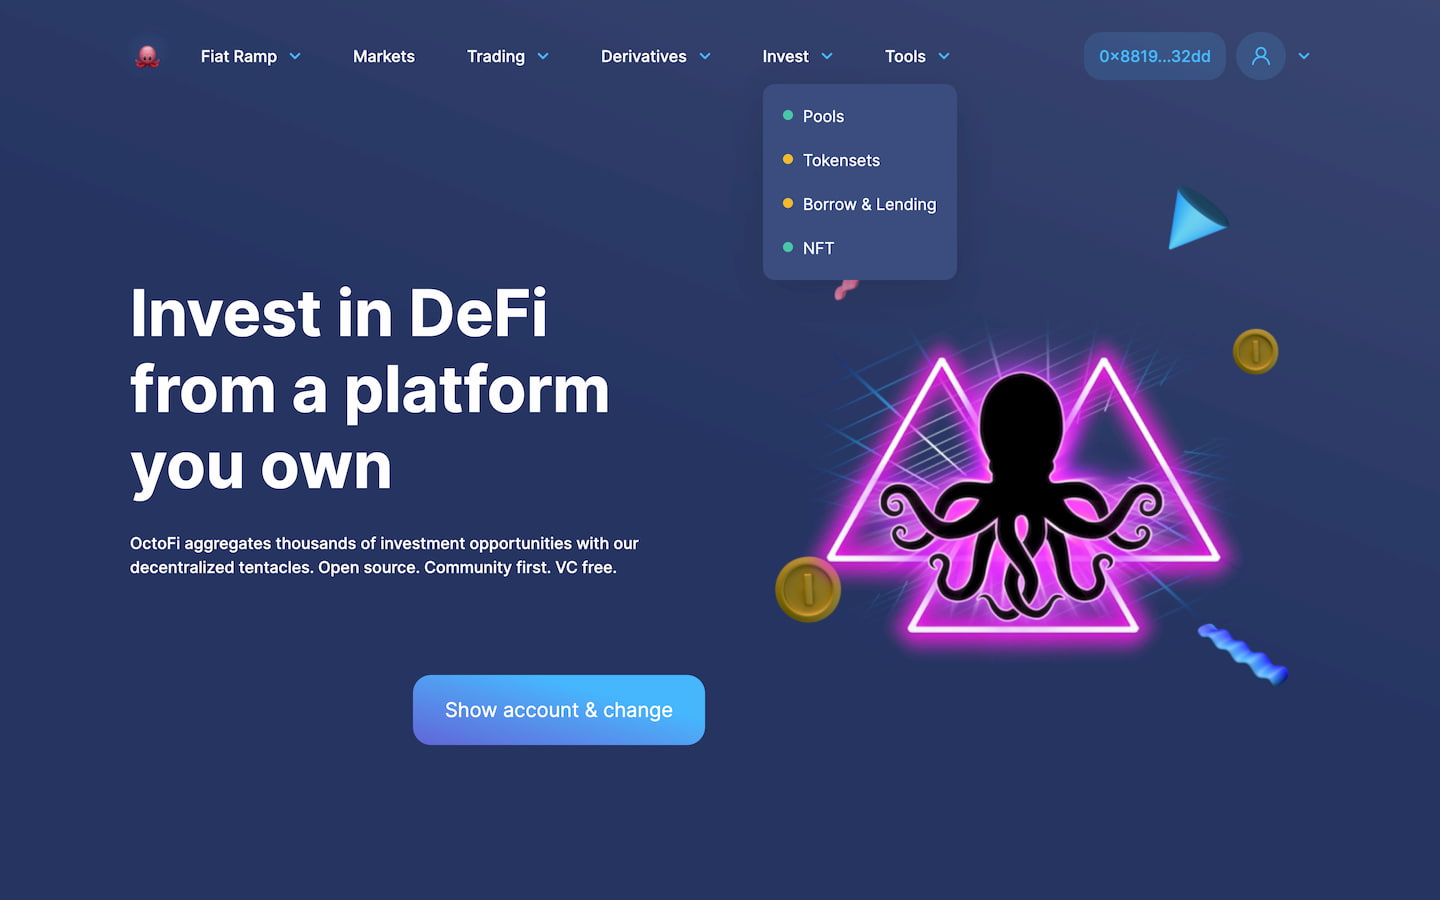 Fiat Ramp
Markets
Trading
Derivatives
Invest
Tools
0×8819...32dd
Pools
Tokensets
Borrow & Lending
NFT
Invest in DeFi
from a platform
you own
OctoFi aggregates thousands of investment opportunities with our
decentralized tentacles. Open source. Community first. VC free.
Show account & change